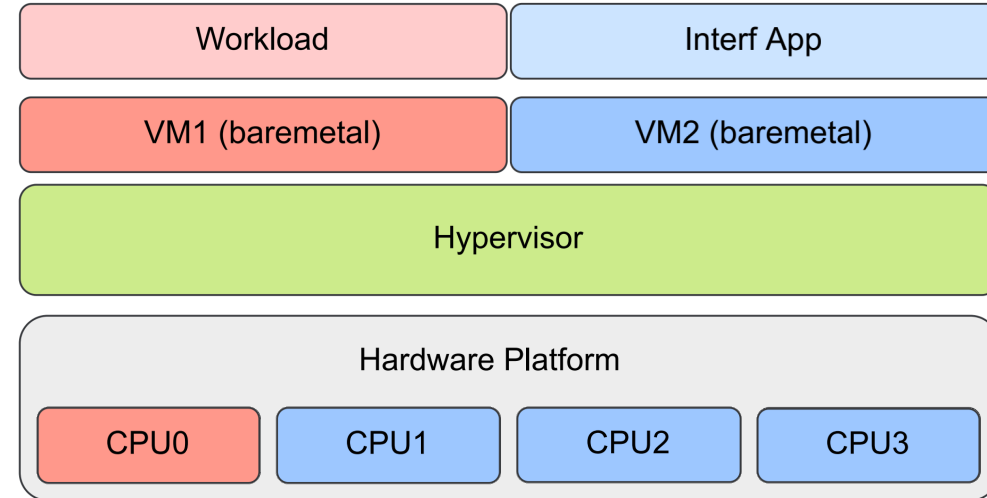 Workload
Interf App
VM1 (baremetal)
VM2 (baremetal)
Hypervisor
Hardware Platform
CPU0
CPU1
CPU2
CPU3